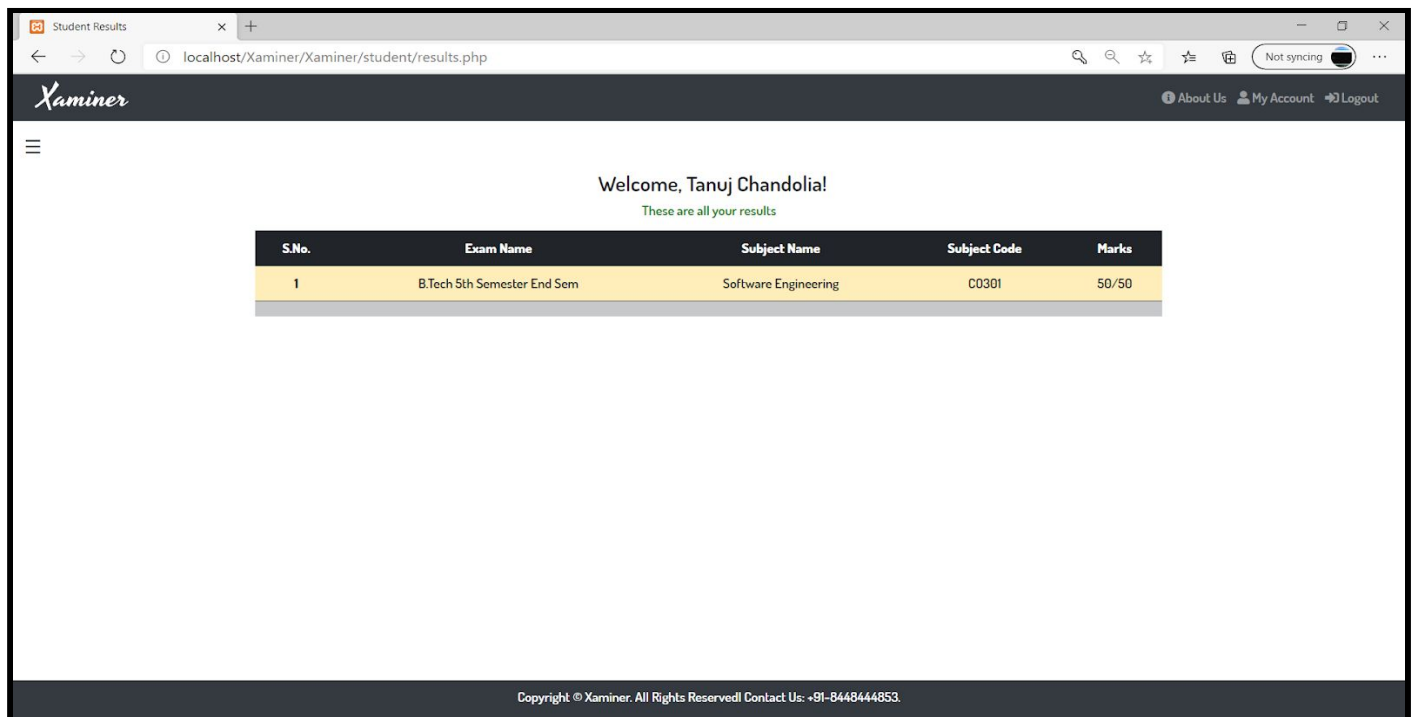 Student Results
localhost/Xaminer/Xaminer/student/results.php
Not syncing
Xaminer
About Us My Account Logout
Welcome, Tanuj Chandolia!
These are all your results
S.No. Exam Name Subject Name Subject Code Marks
1 B.Tech 5th Semester End Sem Software Engineering CO301 50/50
Copyright © Xaminer. All Rights Reserved| Contact Us: +91-8448444853.